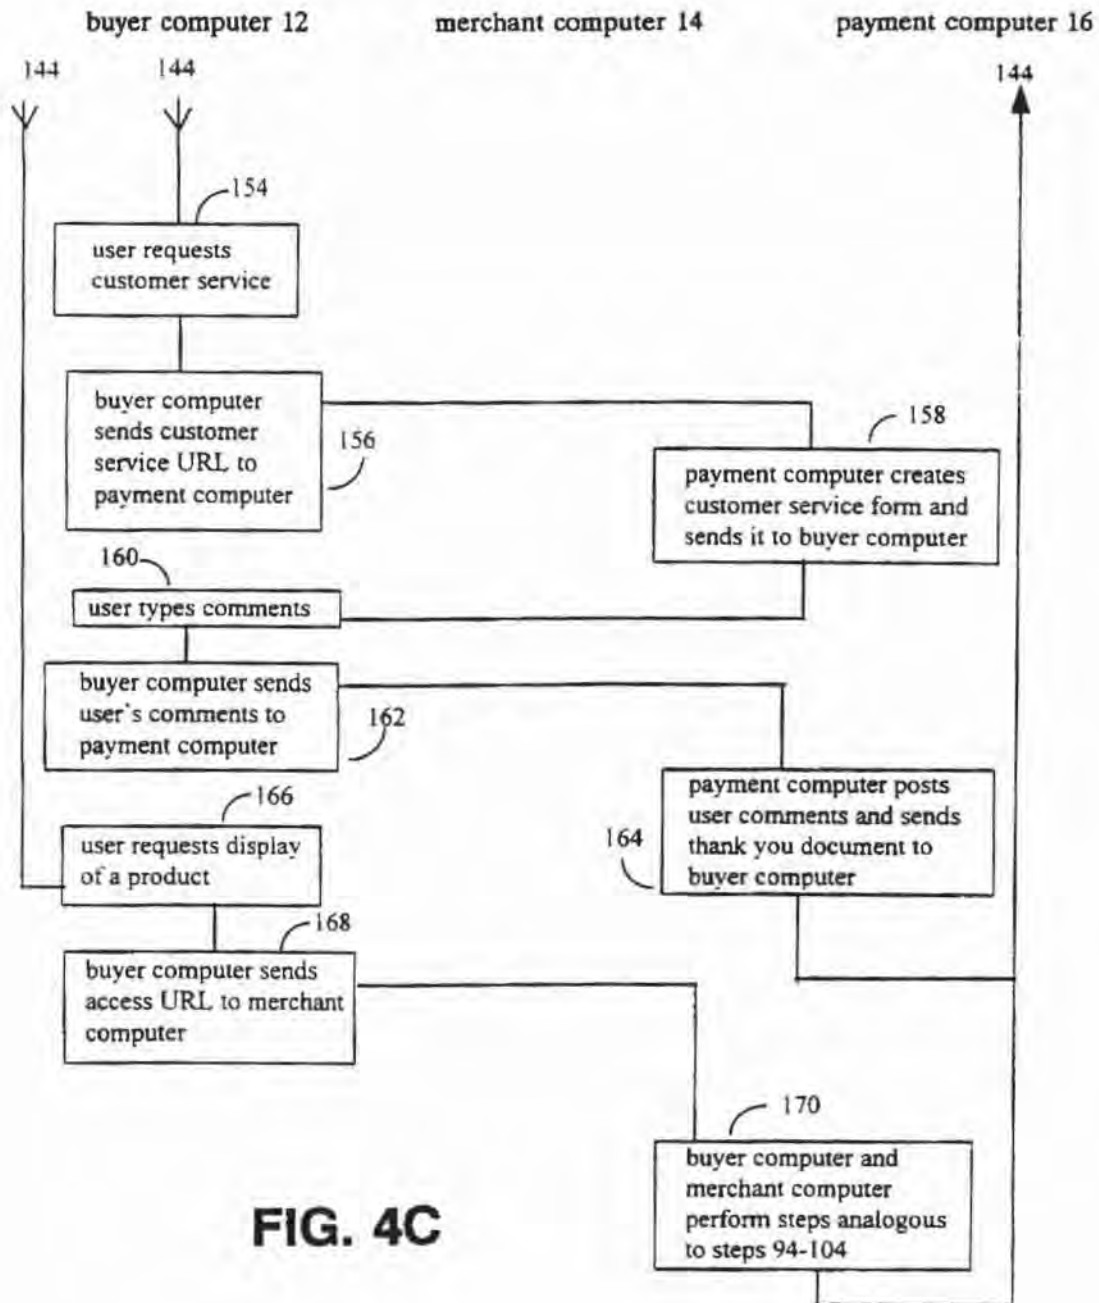 buyer computer 12 merchant computer 14 payment computer 16
144 144 144
154
user requests
customer service
buyer computer
sends customer
service URL to
payment computer
156
158
payment computer creates
customer service form and
sends it to buyer computer
160
user types comments
buyer computer sends
user's comments to
payment computer
162
payment computer posts
user comments and sends
thank you document to
buyer computer
164
166
user requests display
of a product
168
buyer computer sends
access URL to merchant
computer
170
buyer computer and
merchant computer
perform steps analogous
to steps 94-104
FIG. 4C